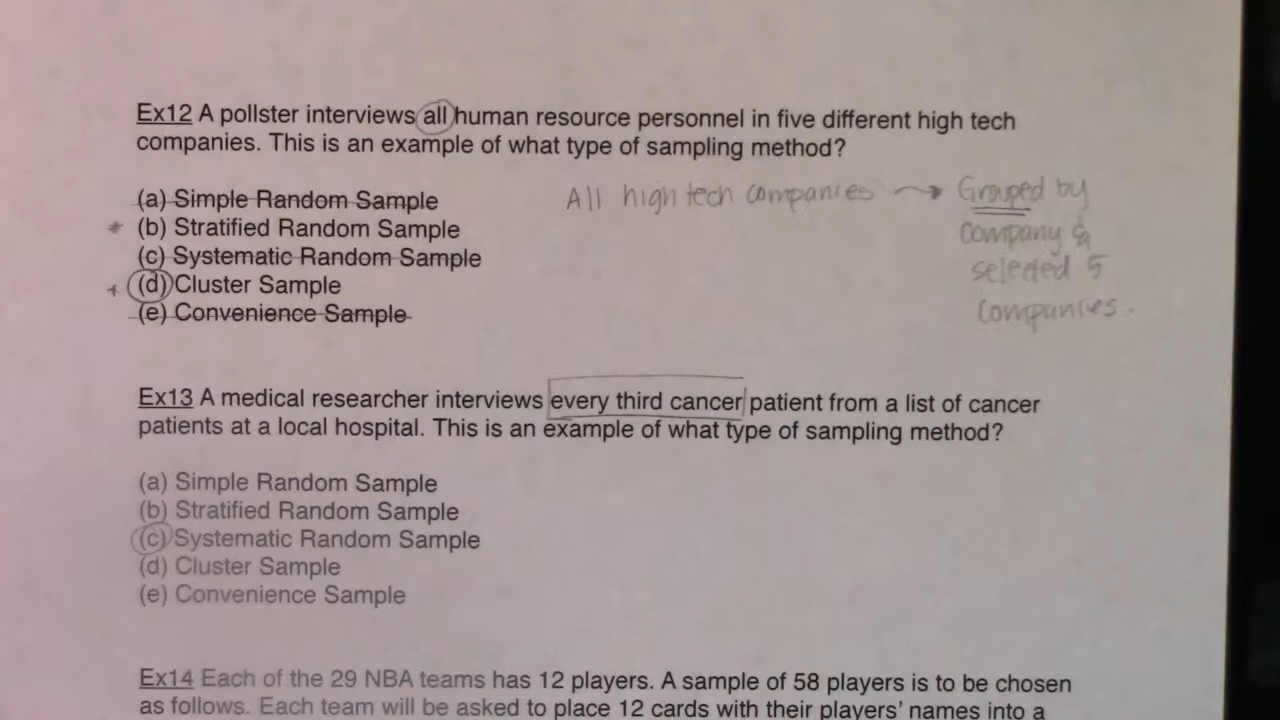 Ex12 A pollster interviews all human resource personnel in five different high tech
companies. This is an example of what type of sampling method?
(a) Simple Random Sample
* (b) Stratified Random Sample
(c) Systematic Random Sample
(d) Cluster Sample
(e) Convenience Sample
All high tech companies → Grouped by
company &
selected 5
companies.
Ex13 A medical researcher interviews every third cancer patient from a list of cancer
patients at a local hospital. This is an example of what type of sampling method?
(a) Simple Random Sample
(b) Stratified Random Sample
(c) Systematic Random Sample
(d) Cluster Sample
(e) Convenience Sample
Ex14 Each of the 29 NBA teams has 12 players. A sample of 58 players is to be chosen
as follows. Each team will be asked to place 12 cards with their players' names into a